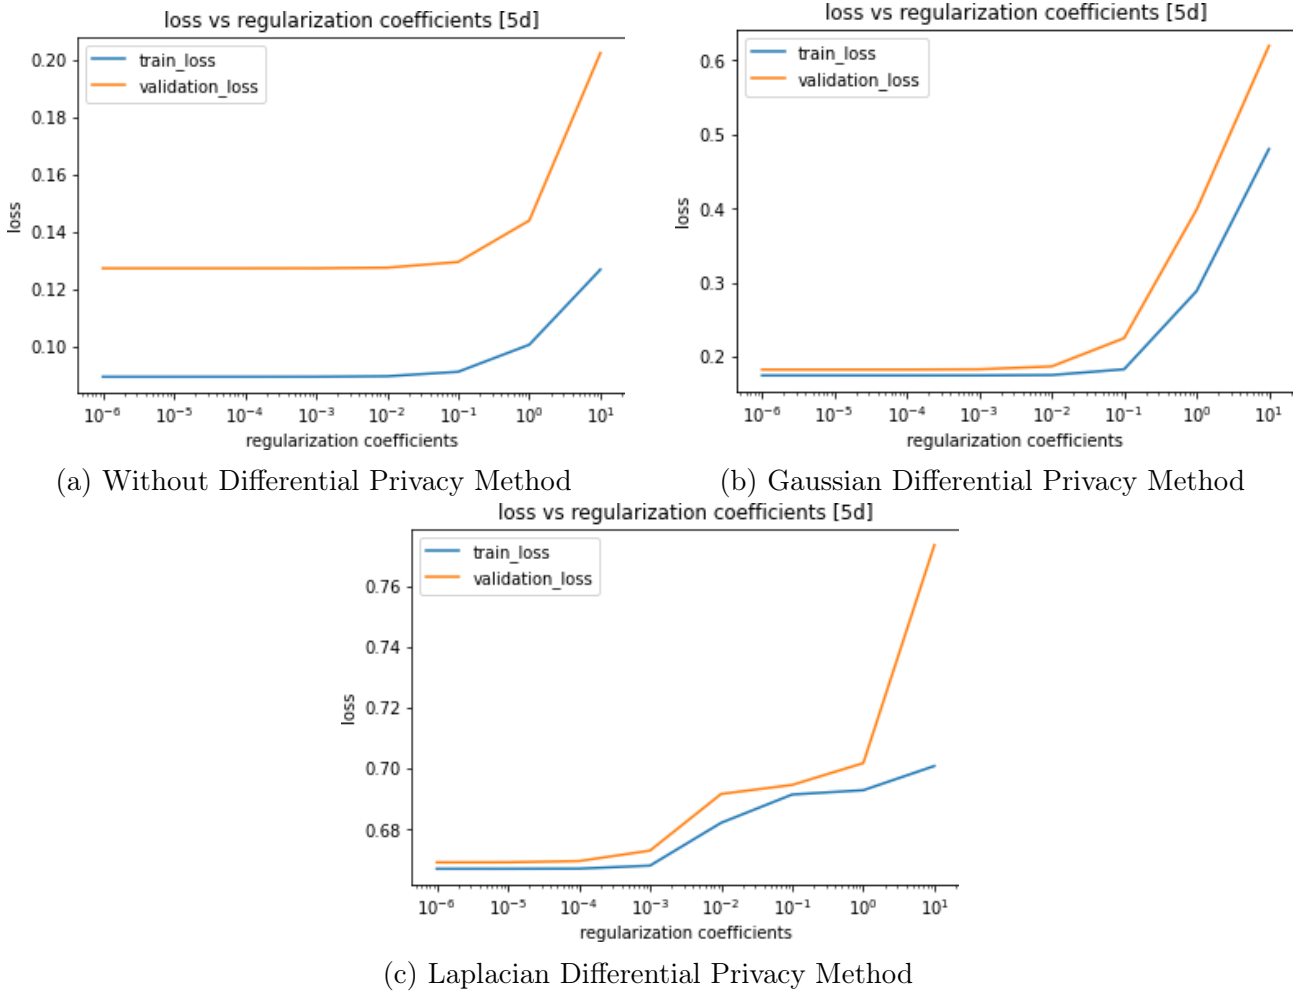 loss vs regularization coefficients [5d]
train_loss
validation_loss
0.20
0.18
0.16
0.14
0.12
0.10
loss
10⁻⁶ 10⁻⁵ 10⁻⁴ 10⁻³ 10⁻² 10⁻¹ 10⁰ 10¹
regularization coefficients
(a) Without Differential Privacy Method
loss vs regularization coefficients [5d]
train_loss
validation_loss
0.6
0.5
0.4
0.3
0.2
loss
10⁻⁶ 10⁻⁵ 10⁻⁴ 10⁻³ 10⁻² 10⁻¹ 10⁰ 10¹
regularization coefficients
(b) Gaussian Differential Privacy Method
loss vs regularization coefficients [5d]
train_loss
validation_loss
0.76
0.74
0.72
0.70
0.68
loss
10⁻⁶ 10⁻⁵ 10⁻⁴ 10⁻³ 10⁻² 10⁻¹ 10⁰ 10¹
regularization coefficients
(c) Laplacian Differential Privacy Method